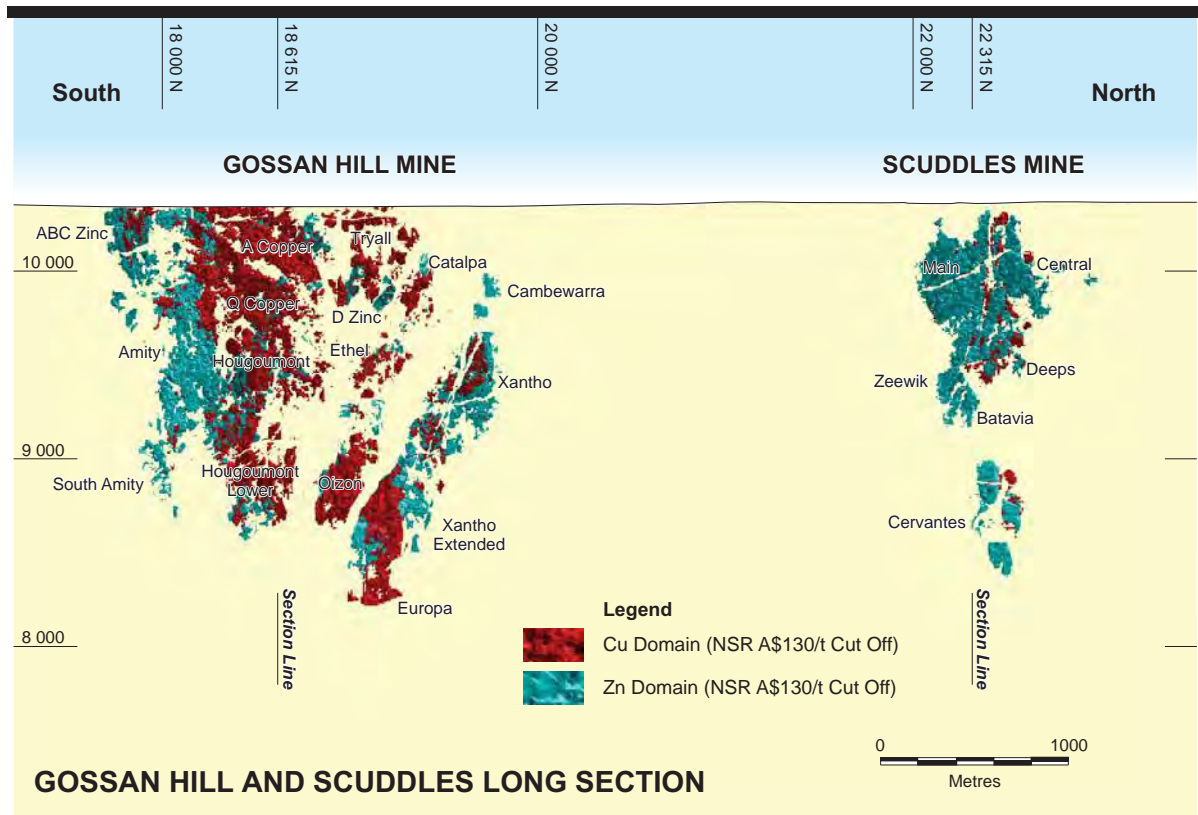 18 000 N
18 615 N
20 000 N
22 000 N
22 315 N
South
North
GOSSAN HILL MINE
SCUDDLES MINE
ABC Zinc
A Copper
Tryall
Catalpa
Main
Central
10 000
Cambewarra
Q Copper
D Zinc
Amity
Ethel
Hougoumont
Xantho
Zeewik
Deeps
Batavia
9 000
South Amity
Hougoumont
Lower
Oizon
Xantho
Extended
Cervantes
Europa
8 000
Section Line
Section Line
Legend
Cu Domain (NSR A$130/t Cut Off)
Zn Domain (NSR A$130/t Cut Off)
0
1000
Metres
GOSSAN HILL AND SCUDDLES LONG SECTION